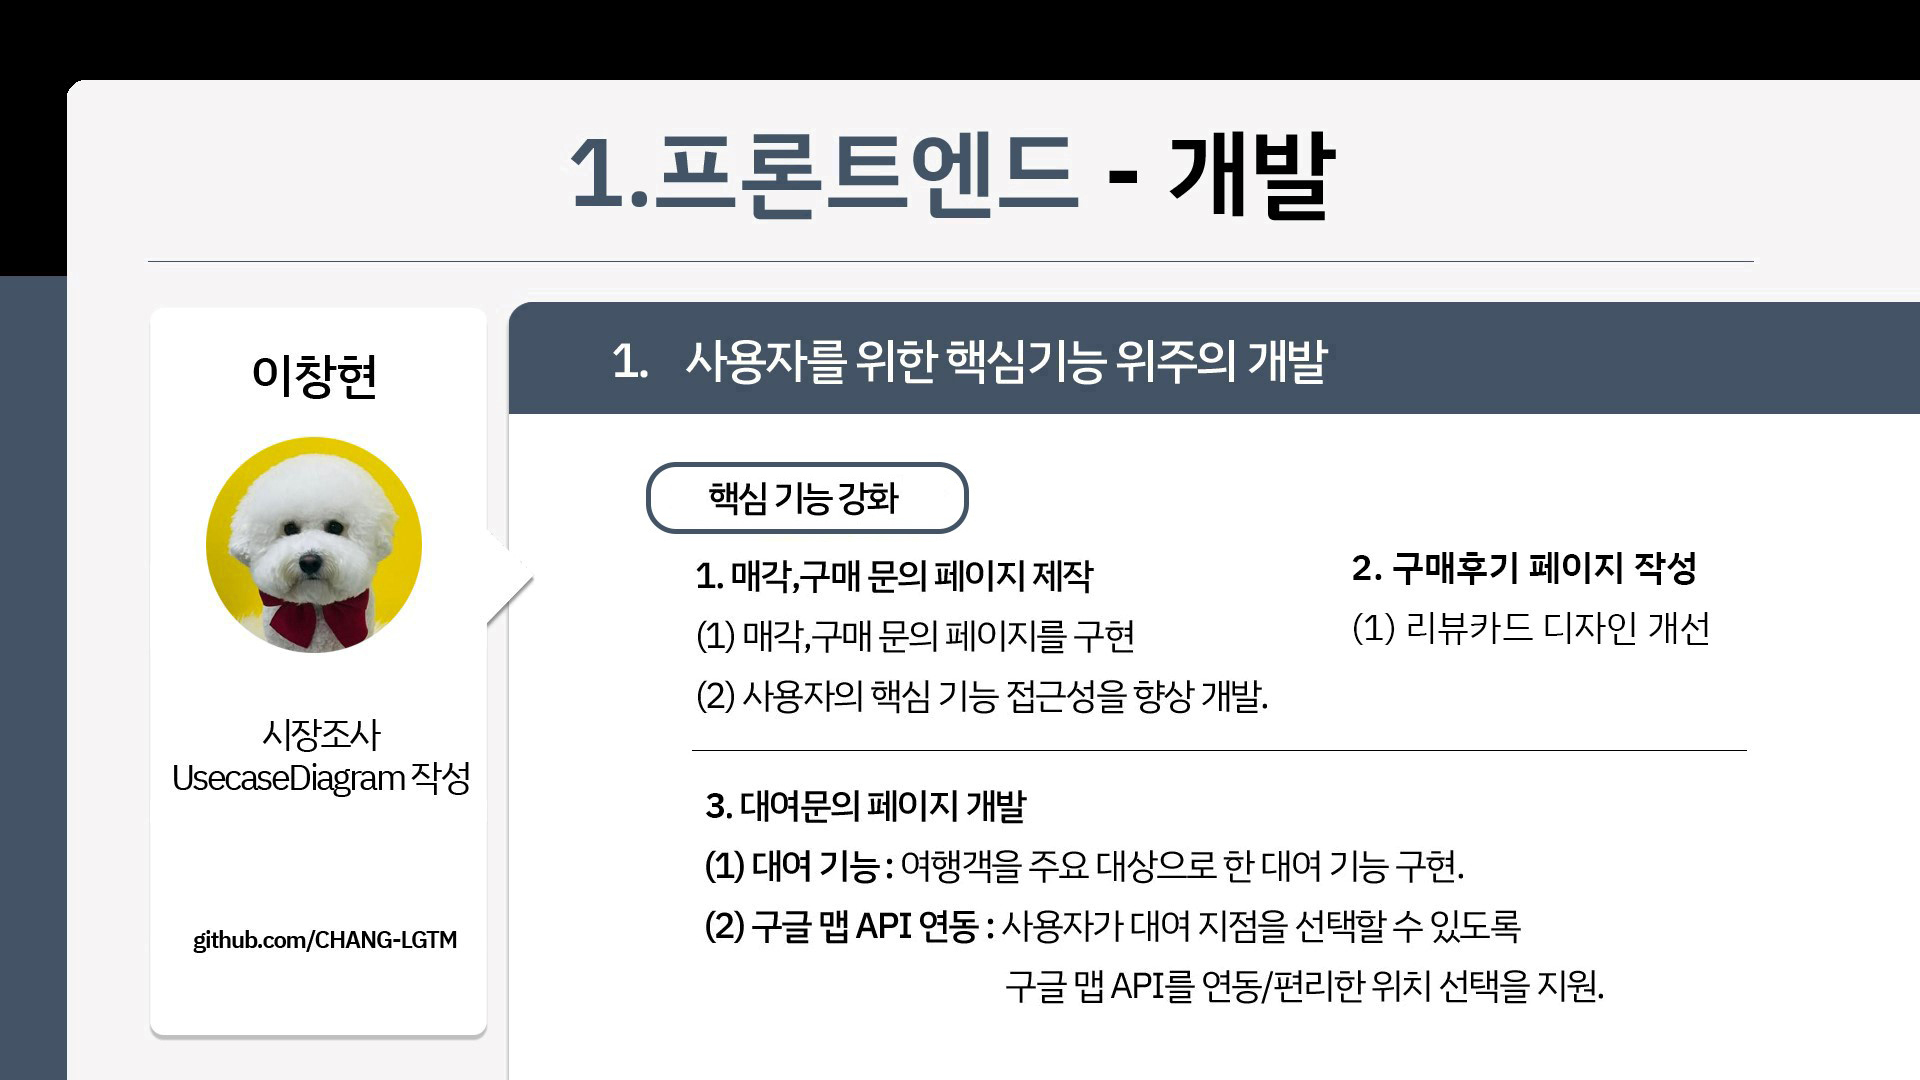 1.프론트엔드 - 개발
이창현
시장조사
UsecaseDiagram 작성
github.com/CHANG-LGTM
1. 사용자를 위한 핵심기능 위주의 개발
핵심 기능 강화
1. 매각,구매 문의 페이지 제작
(1) 매각,구매 문의 페이지를 구현
(2) 사용자의 핵심 기능 접근성을 향상 개발.
2. 구매후기 페이지 작성
(1) 리뷰카드 디자인 개선
3. 대여문의 페이지 개발
(1) 대여 기능 : 여행객을 주요 대상으로 한 대여 기능 구현.
(2) 구글 맵 API 연동 : 사용자가 대여 지점을 선택할 수 있도록
구글 맵 API를 연동/편리한 위치 선택을 지원.